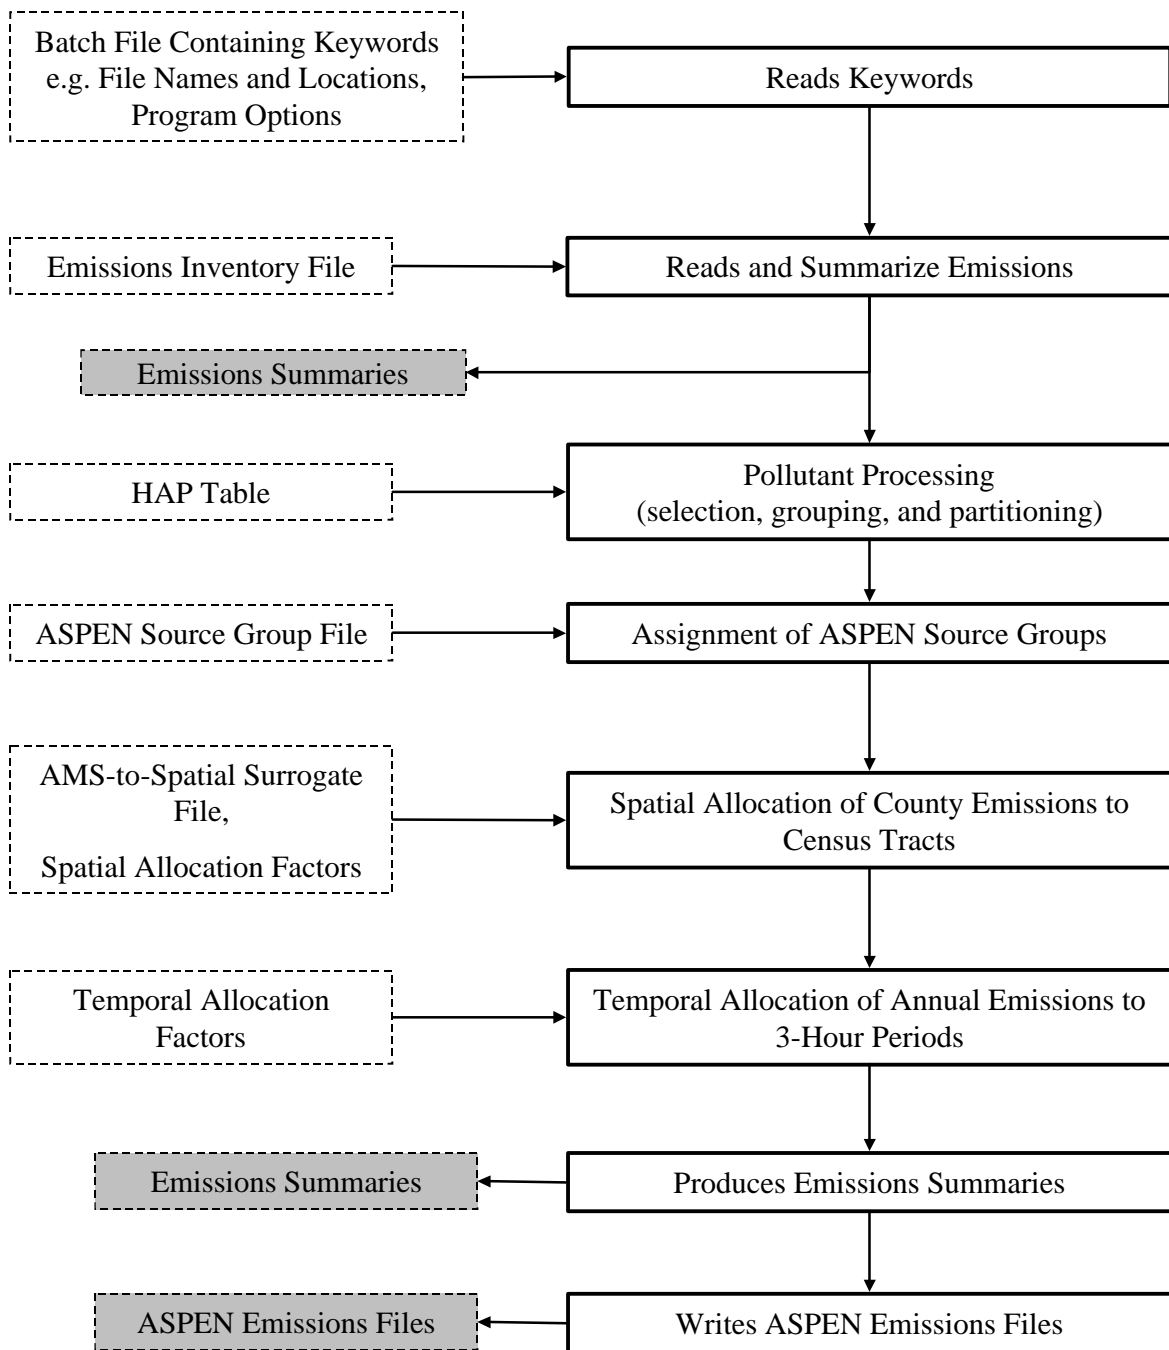 Batch File Containing Keywords
e.g. File Names and Locations,
Program Options
Reads Keywords
Emissions Inventory File
Reads and Summarize Emissions
Emissions Summaries
HAP Table
Pollutant Processing
(selection, grouping, and partitioning)
ASPEN Source Group File
Assignment of ASPEN Source Groups
AMS-to-Spatial Surrogate
File,
Spatial Allocation Factors
Spatial Allocation of County Emissions to
Census Tracts
Temporal Allocation
Factors
Temporal Allocation of Annual Emissions to
3-Hour Periods
Emissions Summaries
Produces Emissions Summaries
ASPEN Emissions Files
Writes ASPEN Emissions Files